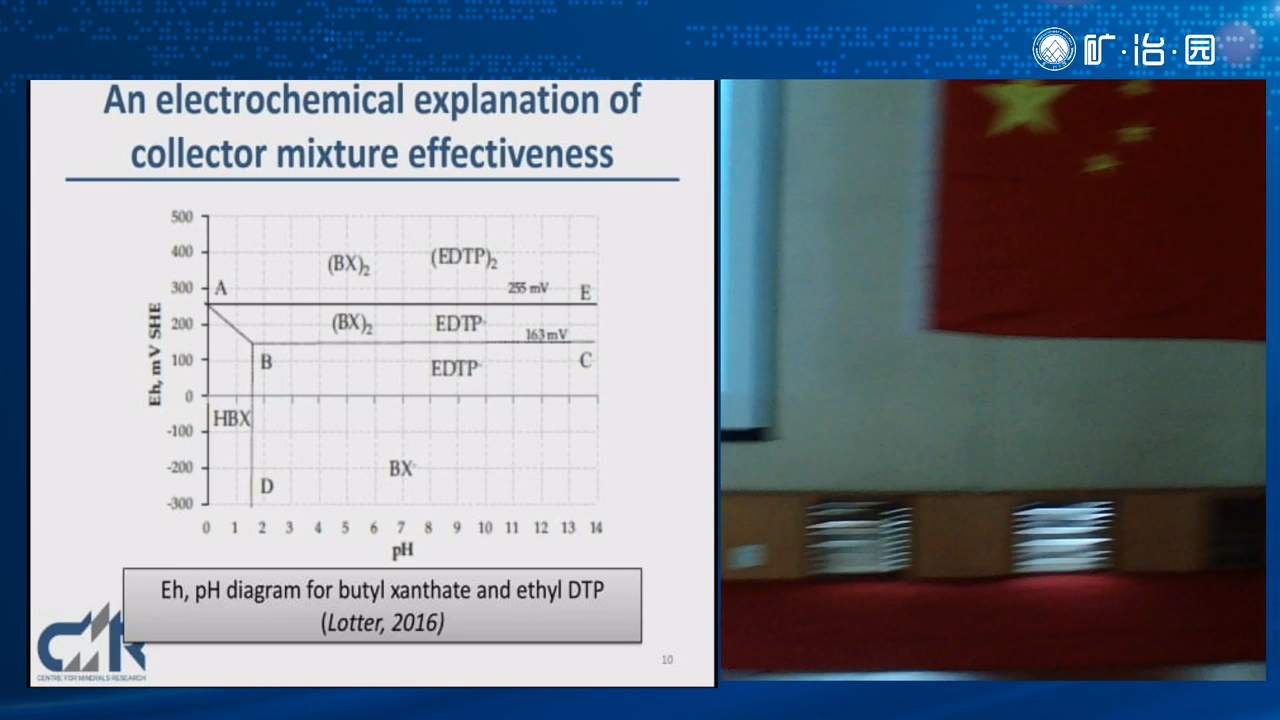 矿·冶·园
An electrochemical explanation of
collector mixture effectiveness
500
400
300
200
100
0
-100
-200
-300
Eh, mV SHE
(BX)₂
(EDTP)₂
A
255 mV
E
(BX)₂
EDTP⁻
163 mV
B
EDTP⁻
C
HBX
BX⁻
D
0 1 2 3 4 5 6 7 8 9 10 11 12 13 14
pH
Eh, pH diagram for butyl xanthate and ethyl DTP
(Lotter, 2016)
CMR
CENTRE FOR MINERALS RESEARCH
10